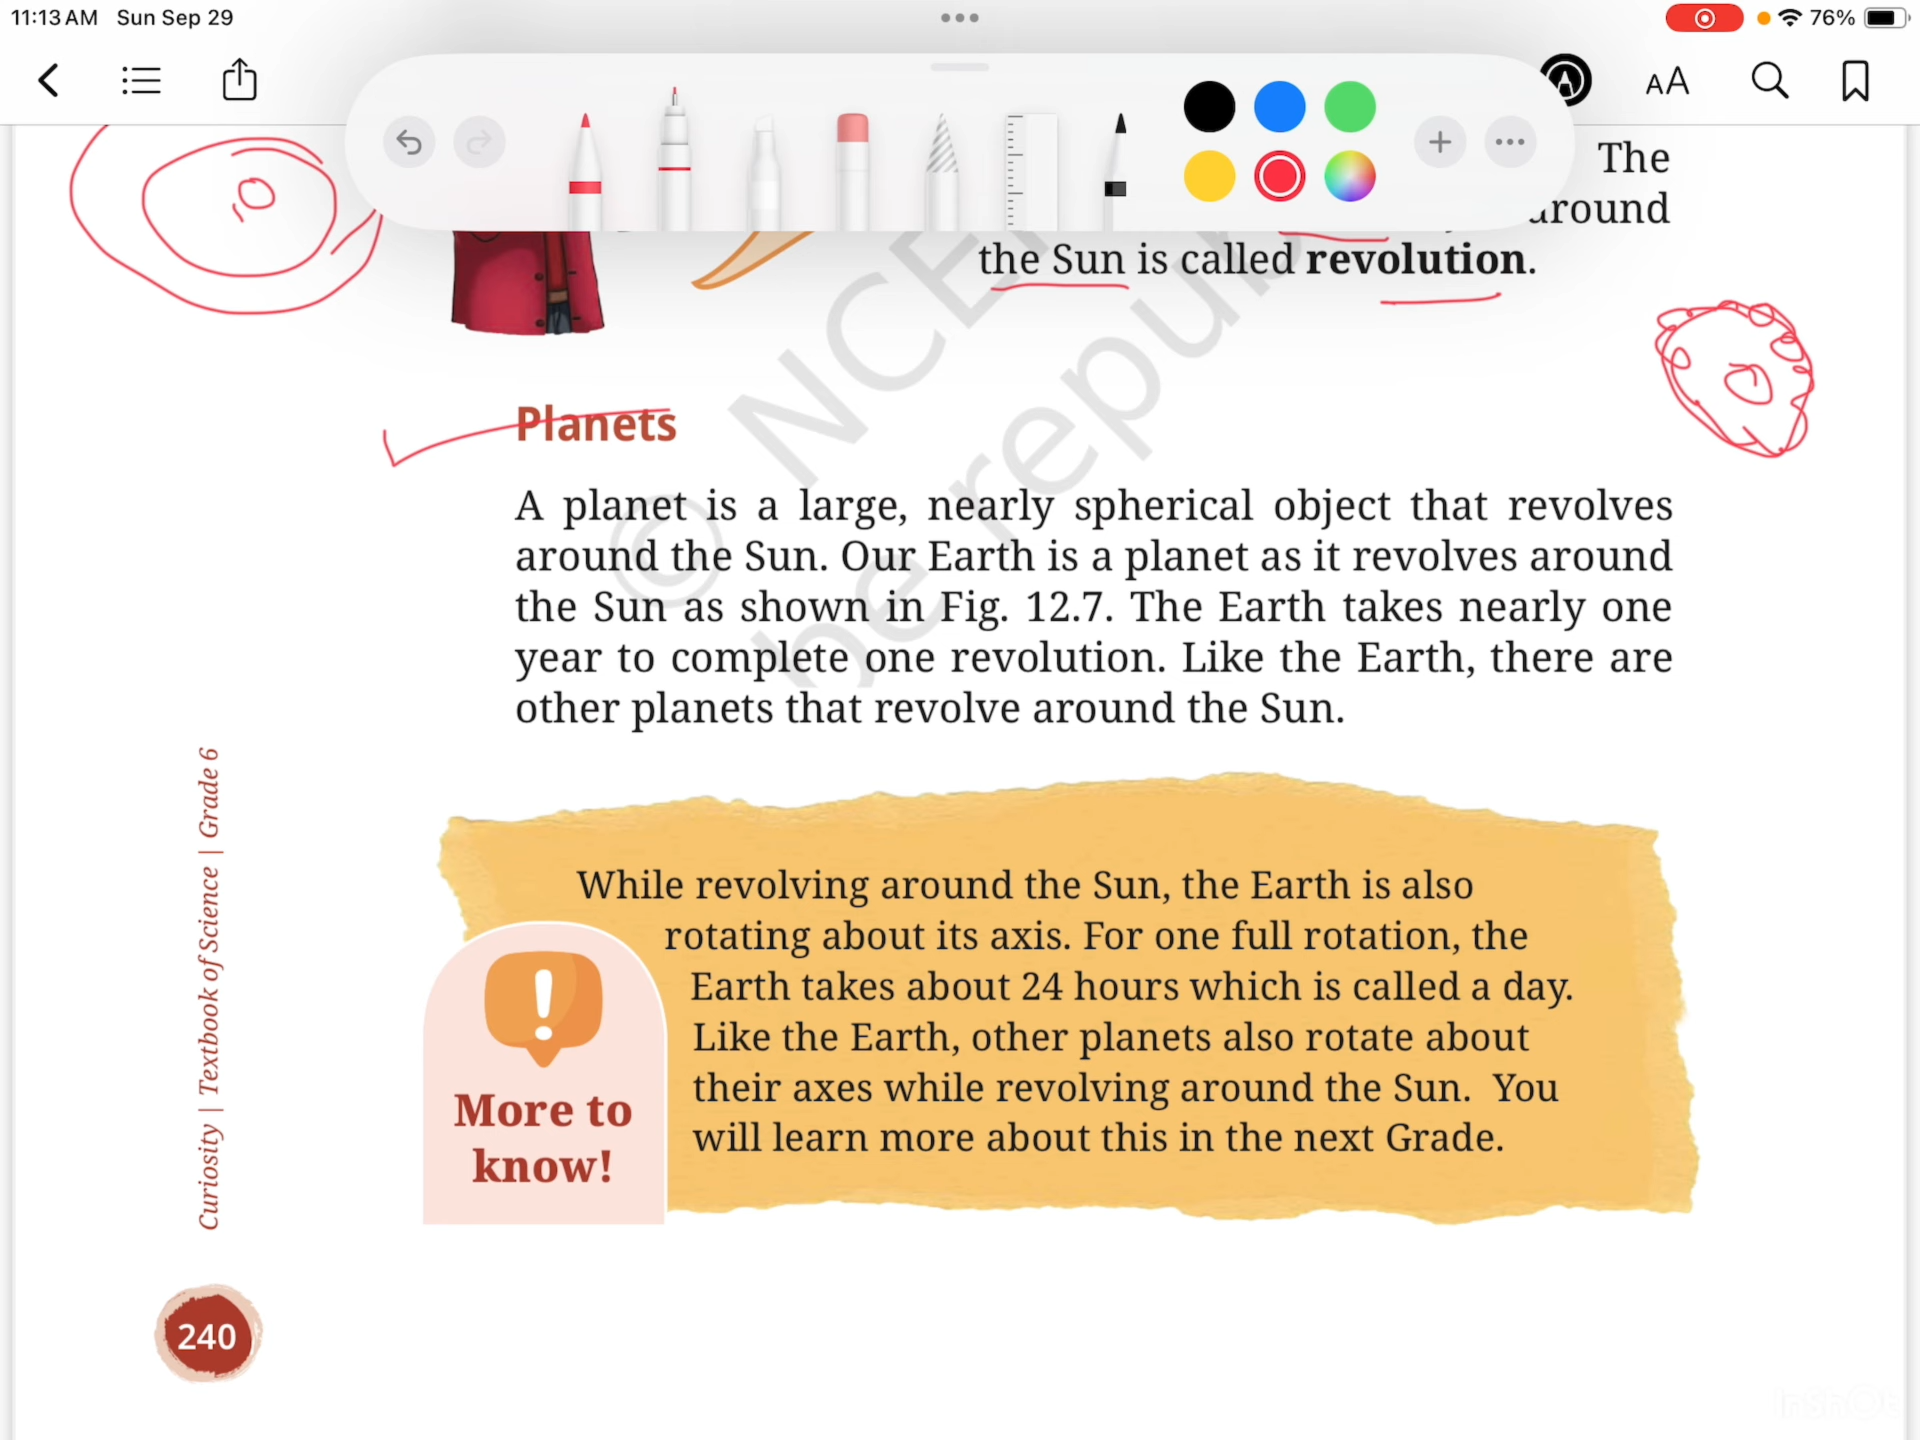 11:13 AM Sun Sep 29
76%
AA
The
around
the Sun is called revolution.
Planets
A planet is a large, nearly spherical object that revolves
around the Sun. Our Earth is a planet as it revolves around
the Sun as shown in Fig. 12.7. The Earth takes nearly one
year to complete one revolution. Like the Earth, there are
other planets that revolve around the Sun.
While revolving around the Sun, the Earth is also
rotating about its axis. For one full rotation, the
Earth takes about 24 hours which is called a day.
Like the Earth, other planets also rotate about
their axes while revolving around the Sun. You
will learn more about this in the next Grade.
!
More to
know!
Curiosity | Textbook of Science | Grade 6
240
© NCE
be repub